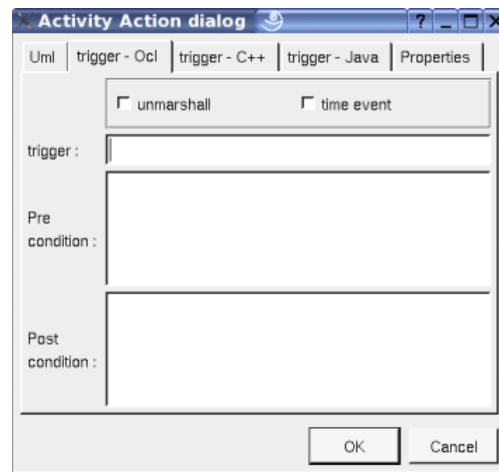 Activity Action dialog
Uml trigger - Ocl trigger - C++ trigger - Java Properties
unmarshall time event
trigger :
Pre
condition :
Post
condition :
OK Cancel